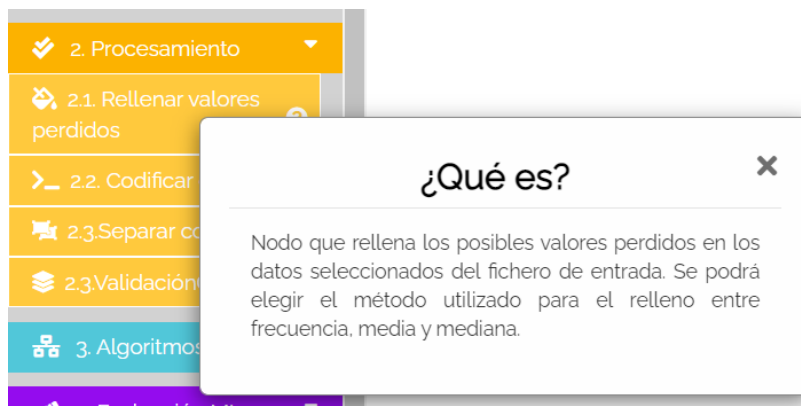 2. Procesamiento
2.1. Rellenar valores
perdidos
2.2. Codificar
2.3.Separar co
2.3.Validación
3. Algoritmos
¿Qué es?
Nodo que rellena los posibles valores perdidos en los
datos seleccionados del fichero de entrada. Se podrá
elegir el método utilizado para el relleno entre
frecuencia, media y mediana.